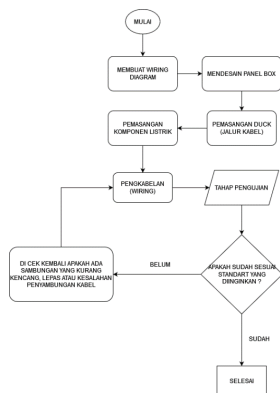 MULAI
MEMBUAT WIRING
DIAGRAM
MENDESAIN PANEL BOX
PEMASANGAN
KOMPONEN LISTRIK
PEMASANGAN DUCK
(JALUR KABEL)
PENGKABELAN
(WIRING)
TAHAP PENGUJIAN
DI CEK KEMBALI APAKAH ADA
SAMBUNGAN YANG KURANG
KENCANG, LEPAS ATAU KESALAHAN
PENYAMBUNGAN KABEL
BELUM
APAKAH SUDAH SESUAI
STANDART YANG
DIINGINKAN ?
SUDAH
SELESAI